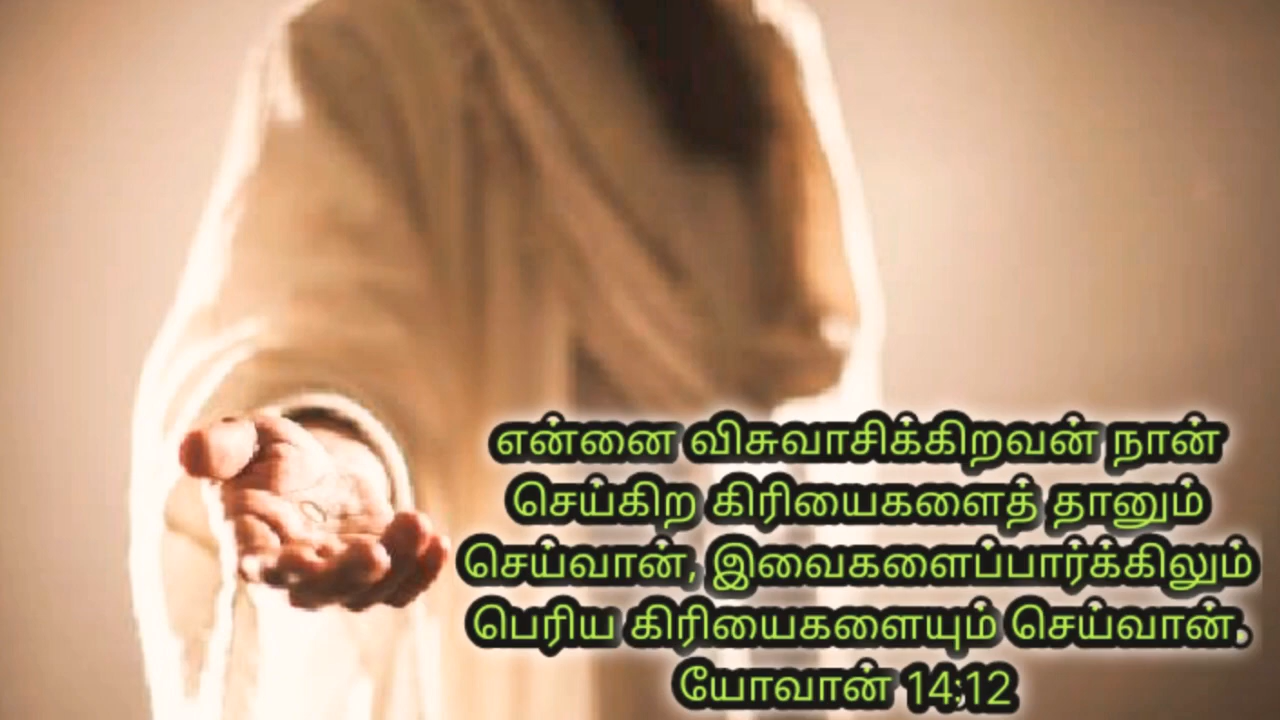 என்னை விசுவாசிக்கிறவன் நான்
செய்கிற கிரியைகளைத் தானும்
செய்வான், இவைகளைப்பார்க்கிலும்
பெரிய கிரியைகளையும் செய்வான்.
யோவான் 14;12